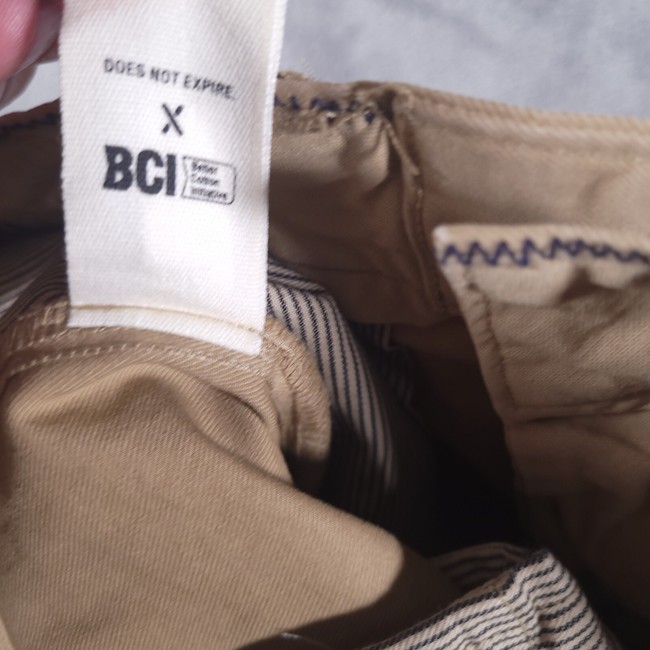 DOES NOT EXPIRE.
X
BCI
Better
Cotton
Initiative